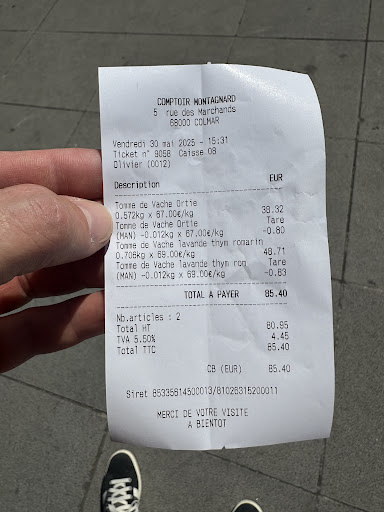 COMPTOIR MONTAGNARD
5 rue des Marchands
68000 COLMAR
Vendredi 30 mai 2025 - 15:31
Ticket n° 9058 Caisse 08
Olivier (0012)
Description EUR
Tomme de Vache Ortie
0.572kg x 67.00€/kg 38.32
Tomme de Vache Ortie Tare
(MAN) -0.012kg x 67.00€/kg -0.80
Tomme de Vache lavande thym romarin
0.706kg x 69.00€/kg 48.71
Tomme de Vache lavande thym rom Tare
(MAN) -0.012kg x 69.00€/kg -0.83
TOTAL A PAYER 85.40
Nb.articles : 2
Total HT 80.95
TVA 5.50% 4.45
Total TTC 85.40
CB (EUR) 85.40
Siret 85335614500013/81026315200011
MERCI DE VOTRE VISITE
A BIENTOT